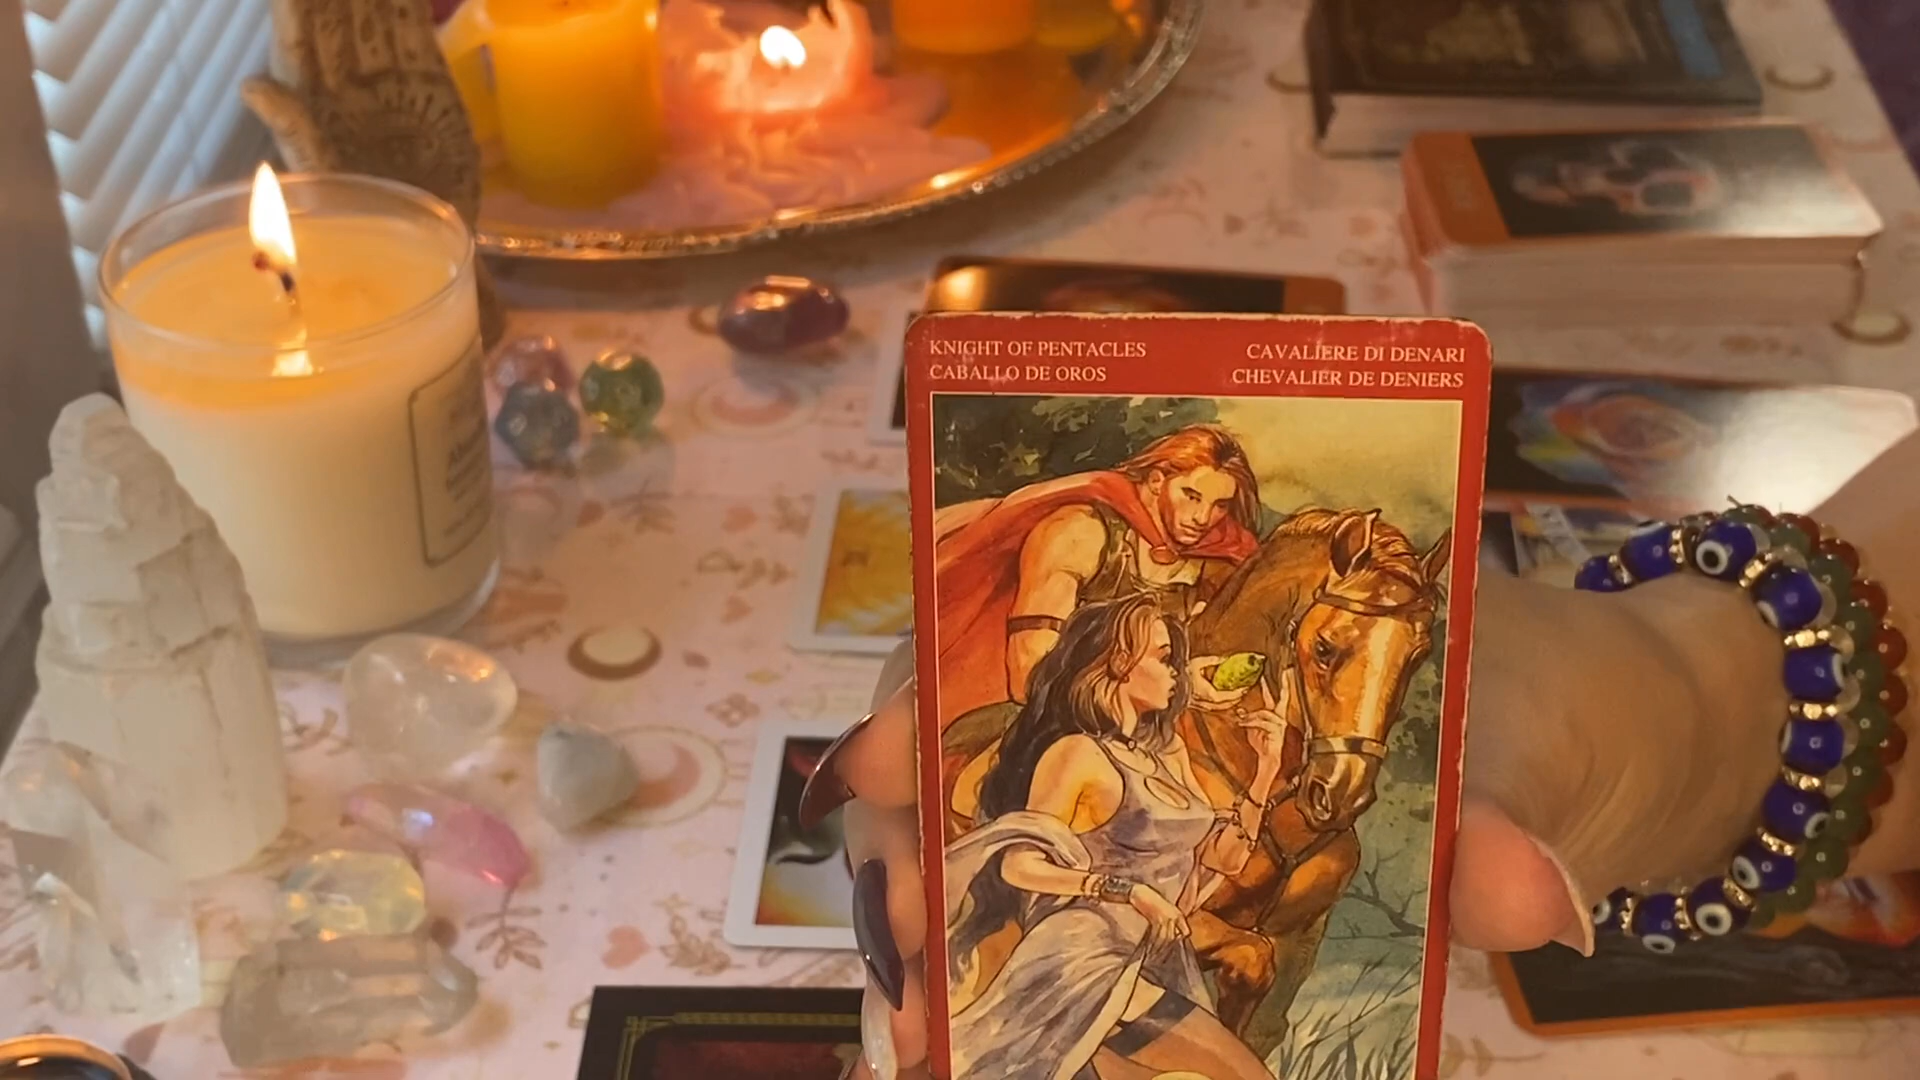 KNIGHT OF PENTACLES
CABALLO DE OROS
CAVALIERE DI DENARI
CHEVALIER DE DENIERS